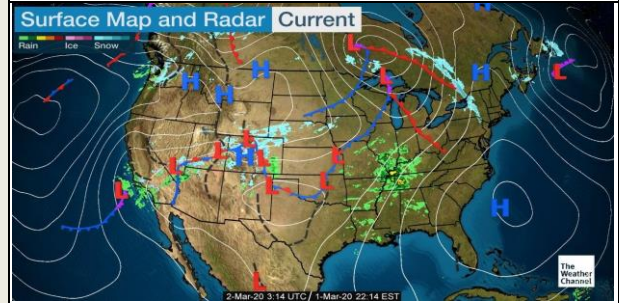 Surface Map and Radar Current
Rain Ice Snow
H
L
H
L
L
H
H
H
L
L
H
L
L
L
L
L
L
L
H
L
The
Weather
Channel
2-Mar-20 3:14 UTC / 1-Mar-20 22:14 EST